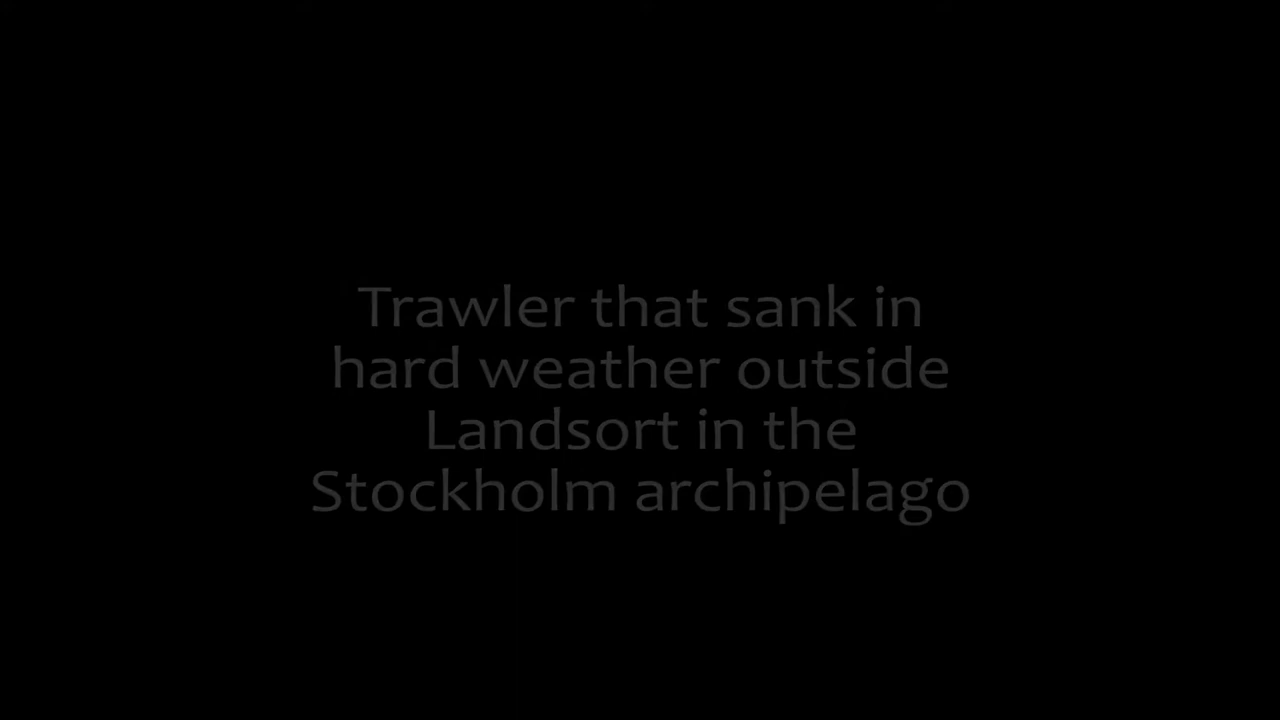 Trawler that sank in
hard weather outside
Landsort in the
Stockholm archipelago